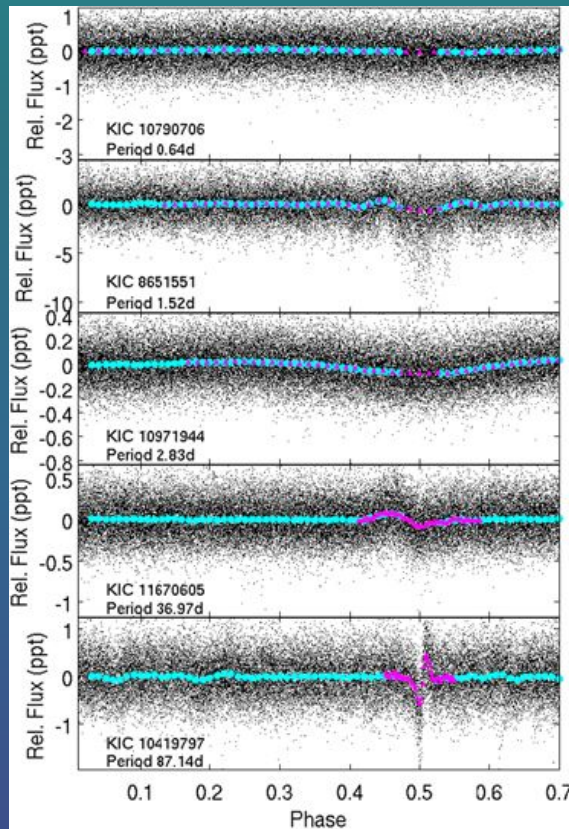 Rel. Flux (ppt)
1
0
-1
-2
-3
KIC 10790706
Period 0.64d
Rel. Flux (ppt)
0
-5
-10
KIC 8651551
Period 1.52d
Rel. Flux (ppt)
0.4
0.2
0
-0.2
-0.4
-0.6
-0.8
KIC 10971944
Period 2.83d
Rel. Flux (ppt)
0.5
0
-0.5
-1
KIC 11670605
Period 36.97d
Rel. Flux (ppt)
1
0
-1
KIC 10419797
Period 87.14d
0.1 0.2 0.3 0.4 0.5 0.6 0.7
Phase